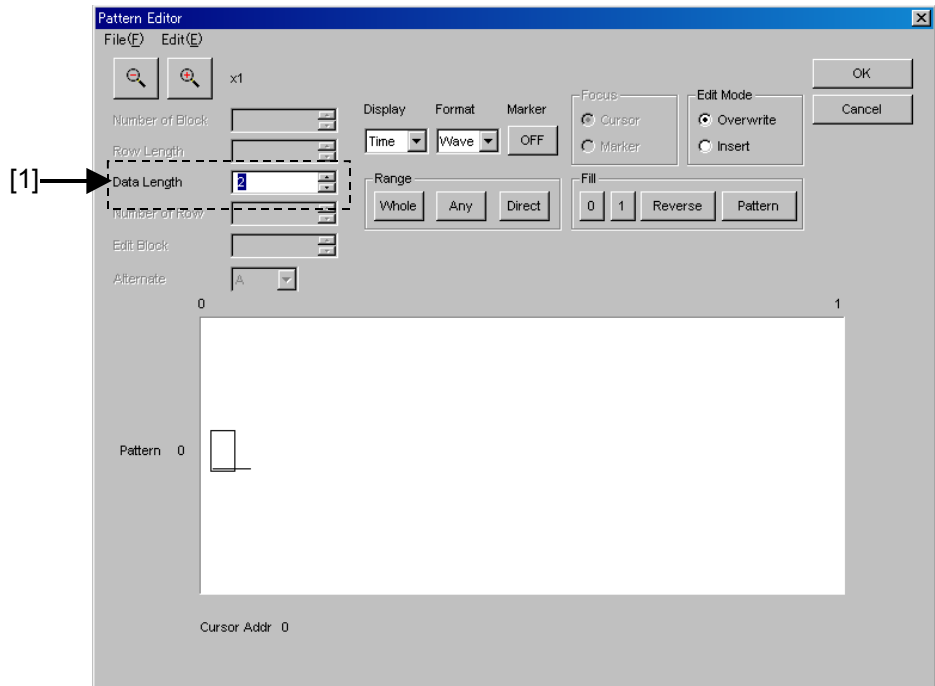 Pattern Editor
File(F) Edit(E)
x1
OK
Cancel
Number of Block
Row Length
[1]
Data Length 2
Number of Row
Edit Block
Alternate A
Display Format Marker
Time Wave OFF
Focus
Cursor
Marker
Edit Mode
Overwrite
Insert
Range
Whole Any Direct
Fill
0 1 Reverse Pattern
0 1
Pattern 0
Cursor Addr 0